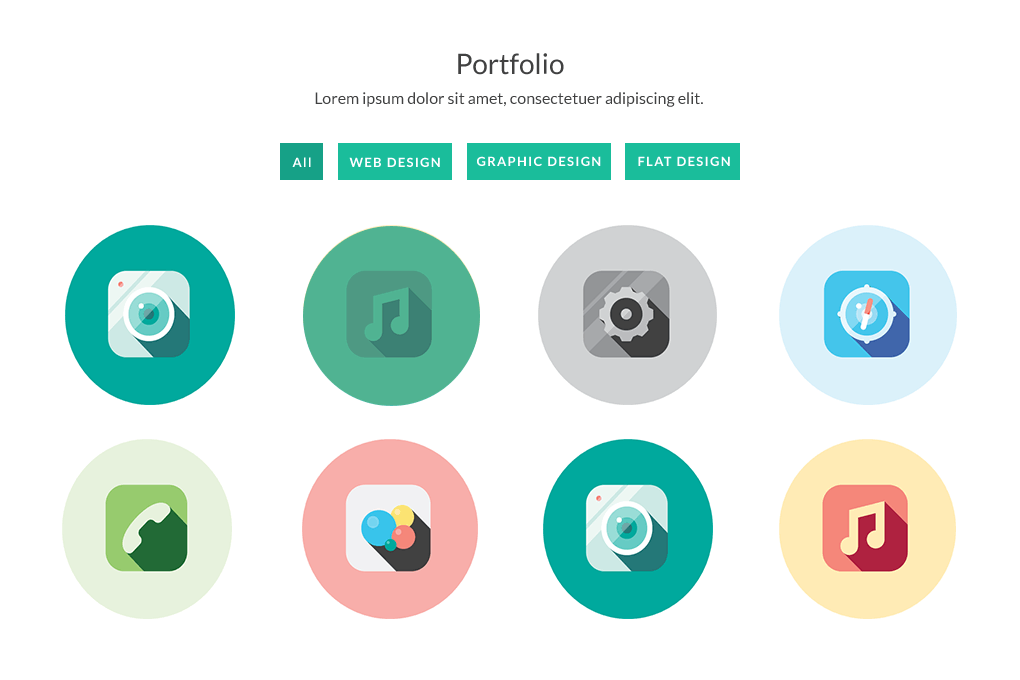 Portfolio
Lorem ipsum dolor sit amet, consectetuer adipiscing elit.
All WEB DESIGN GRAPHIC DESIGN FLAT DESIGN